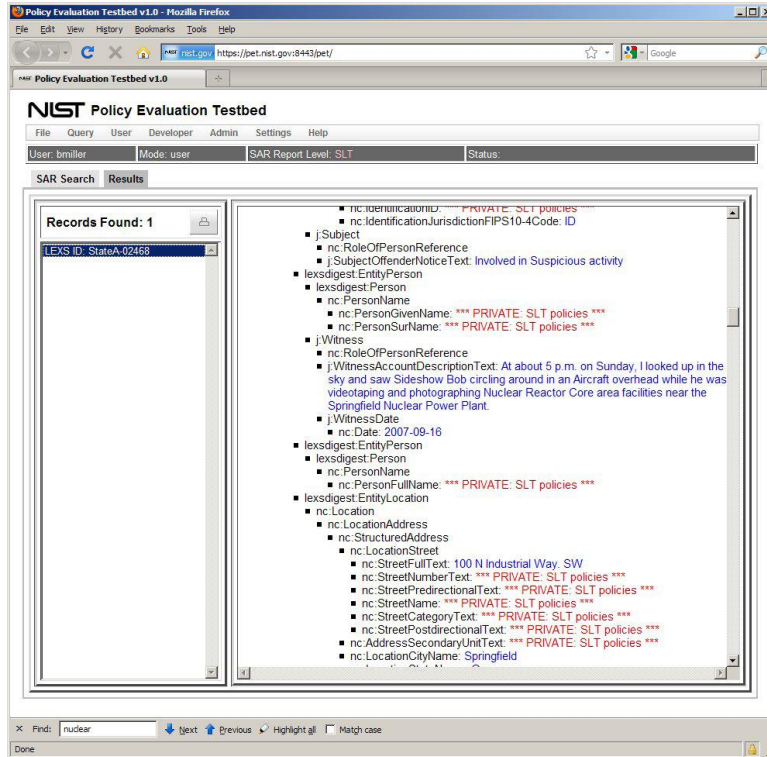 Policy Evaluation Testbed v1.0 - Mozilla Firefox
File Edit View History Bookmarks Tools Help
nist.gov https://pet.nist.gov:8443/pet/
Google
Policy Evaluation Testbed v1.0
NIST Policy Evaluation Testbed
File Query User Developer Admin Settings Help
User: bmiller Mode: user SAR Report Level: SLT Status:
SAR Search Results
Records Found: 1
LEXS ID: StateA-02468
nc:IdentificationID: *** PRIVATE: SLT policies ***
nc:IdentificationJurisdictionFIPS10-4Code: ID
j:Subject
nc:RoleOfPersonReference
j:SubjectOffenderNoticeText: Involved in Suspicious activity
lexsdigest:EntityPerson
lexsdigest:Person
nc:PersonName
nc:PersonGivenName: *** PRIVATE: SLT policies ***
nc:PersonSurName: *** PRIVATE: SLT policies ***
j:Witness
nc:RoleOfPersonReference
j:WitnessAccountDescriptionText: At about 5 p.m. on Sunday, I looked up in the
sky and saw Sideshow Bob circling around in an Aircraft overhead while he was
videotaping and photographing Nuclear Reactor Core area facilities near the
Springfield Nuclear Power Plant.
j:WitnessDate
nc:Date: 2007-09-16
lexsdigest:EntityPerson
lexsdigest:Person
nc:PersonName
nc:PersonFullName: *** PRIVATE: SLT policies ***
lexsdigest:EntityLocation
nc:Location
nc:LocationAddress
nc:StructuredAddress
nc:LocationStreet
nc:StreetFullText: 100 N Industrial Way. SW
nc:StreetNumberText: *** PRIVATE: SLT policies ***
nc:StreetPredirectionalText: *** PRIVATE: SLT policies ***
nc:StreetName: *** PRIVATE: SLT policies ***
nc:StreetCategoryText: *** PRIVATE: SLT policies ***
nc:StreetPostdirectionalText: *** PRIVATE: SLT policies ***
nc:AddressSecondaryUnitText: *** PRIVATE: SLT policies ***
nc:LocationCityName: Springfield
Find: nuclear Next Previous Highlight all Match case
Done